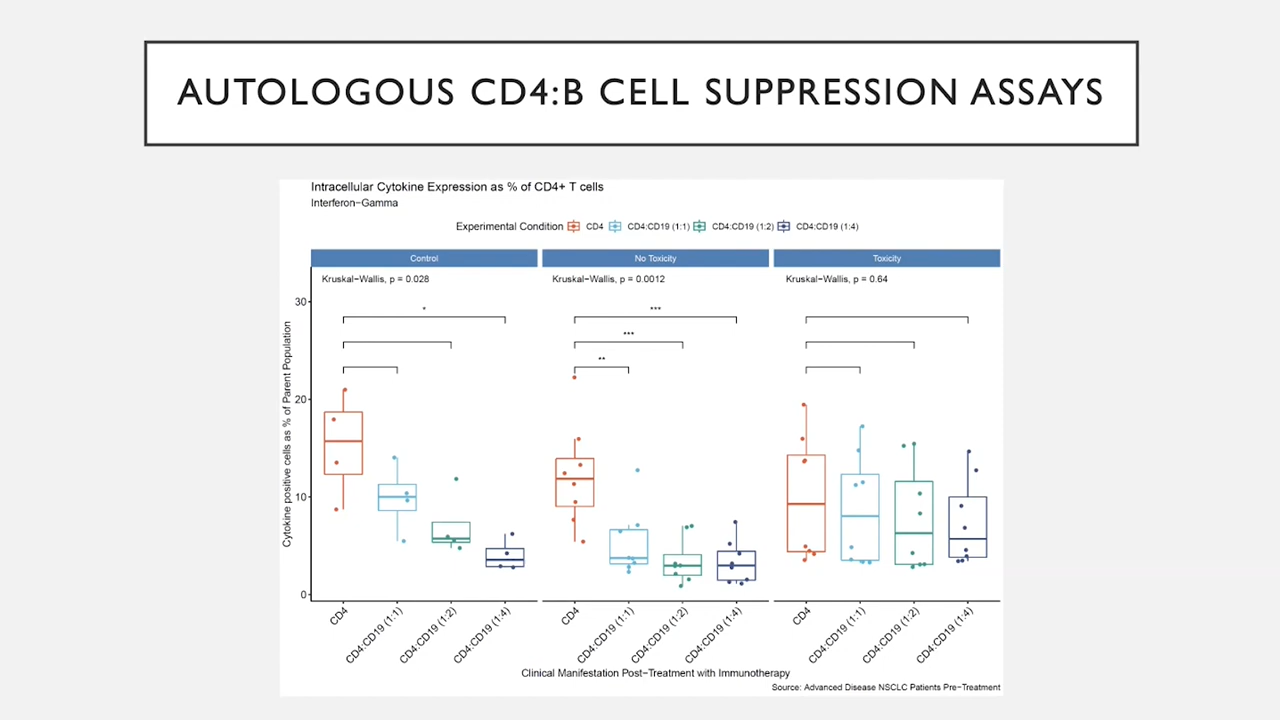 AUTOLOGOUS CD4:B CELL SUPPRESSION ASSAYS
Intracellular Cytokine Expression as % of CD4+ T cells
Interferon−Gamma
Experimental Condition CD4 CD4:CD19 (1:1) CD4:CD19 (1:2) CD4:CD19 (1:4)
Control No Toxicity Toxicity
Kruskal−Wallis, p = 0.028 Kruskal−Wallis, p = 0.0012 Kruskal−Wallis, p = 0.64
* ***
***
**
30
20
10
0
Cytokine positive cells as % of Parent Population
CD4 CD4:CD19 (1:1) CD4:CD19 (1:2) CD4:CD19 (1:4) CD4 CD4:CD19 (1:1) CD4:CD19 (1:2) CD4:CD19 (1:4) CD4 CD4:CD19 (1:1) CD4:CD19 (1:2) CD4:CD19 (1:4)
Clinical Manifestation Post−Treatment with Immunotherapy
Source: Advanced Disease NSCLC Patients Pre−Treatment